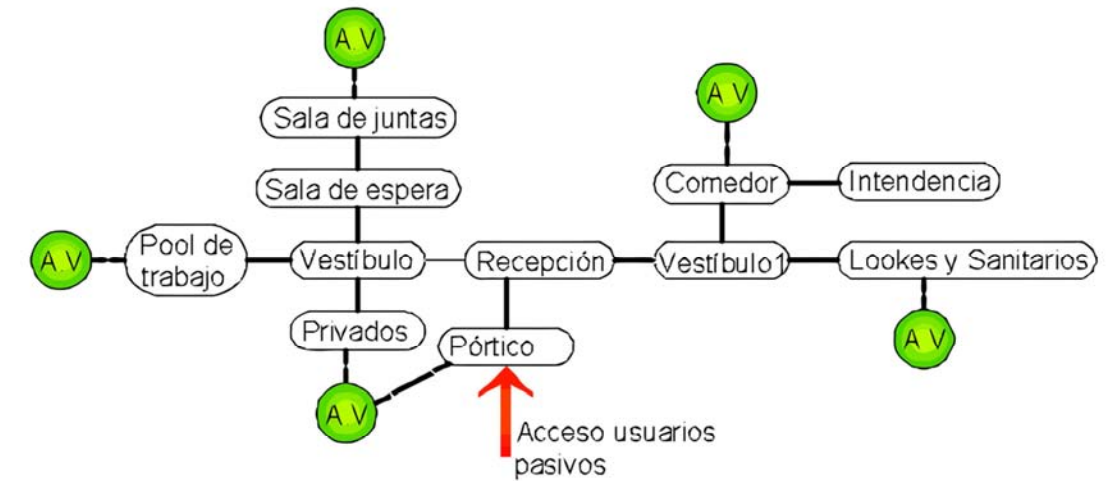 A.V
Sala de juntas
A.V
Sala de espera
Comedor
Intendencia
A.V
Pool de
trabajo
Vestíbulo
Recepción
Vestíbulo1
Lookes y Sanitarios
Privados
Pórtico
A.V
A.V
Acceso usuarios
pasivos